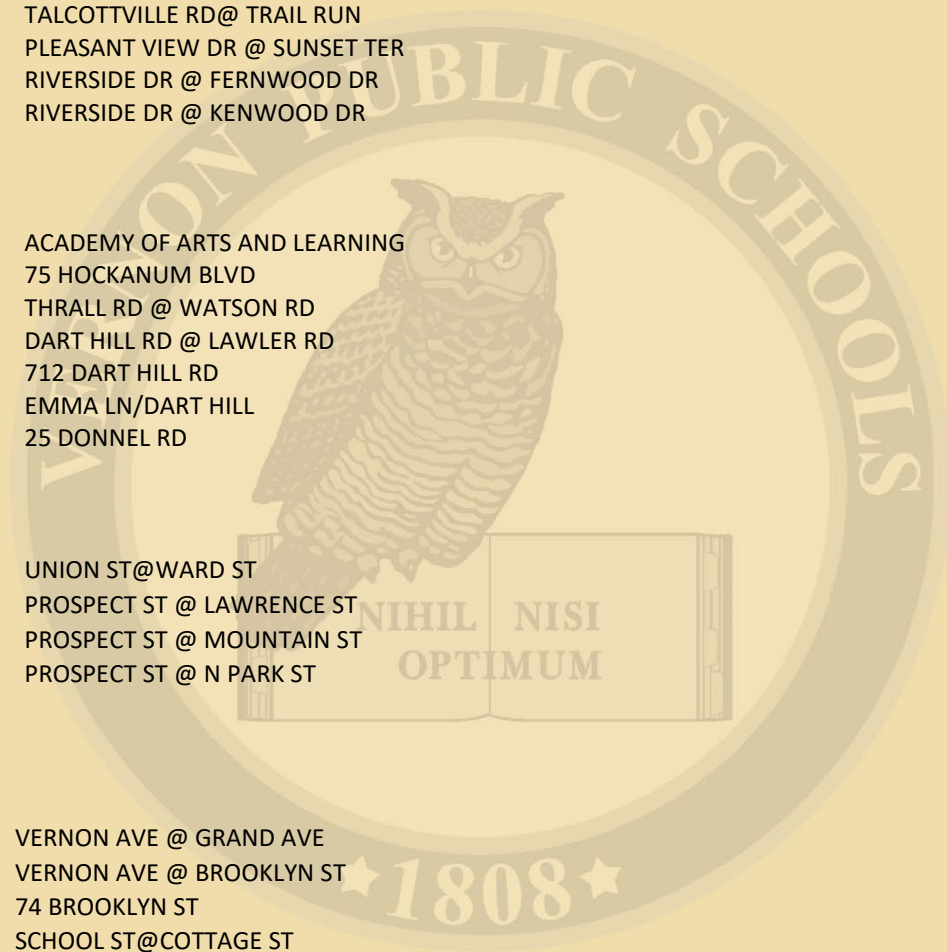 TALCOTTVILLE RD@ TRAIL RUN
PLEASANT VIEW DR @ SUNSET TER
RIVERSIDE DR @ FERNWOOD DR
RIVERSIDE DR @ KENWOOD DR
ACADEMY OF ARTS AND LEARNING
75 HOCKANUM BLVD
THRALL RD @ WATSON RD
DART HILL RD @ LAWLER RD
712 DART HILL RD
EMMA LN/DART HILL
25 DONNEL RD
UNION ST@WARD ST
PROSPECT ST @ LAWRENCE ST
PROSPECT ST @ MOUNTAIN ST
PROSPECT ST @ N PARK ST
VERNON AVE @ GRAND AVE
VERNON AVE @ BROOKLYN ST
74 BROOKLYN ST
SCHOOL ST@COTTAGE ST
VERNON PUBLIC SCHOOLS
NIHIL NISI
OPTIMUM
1808